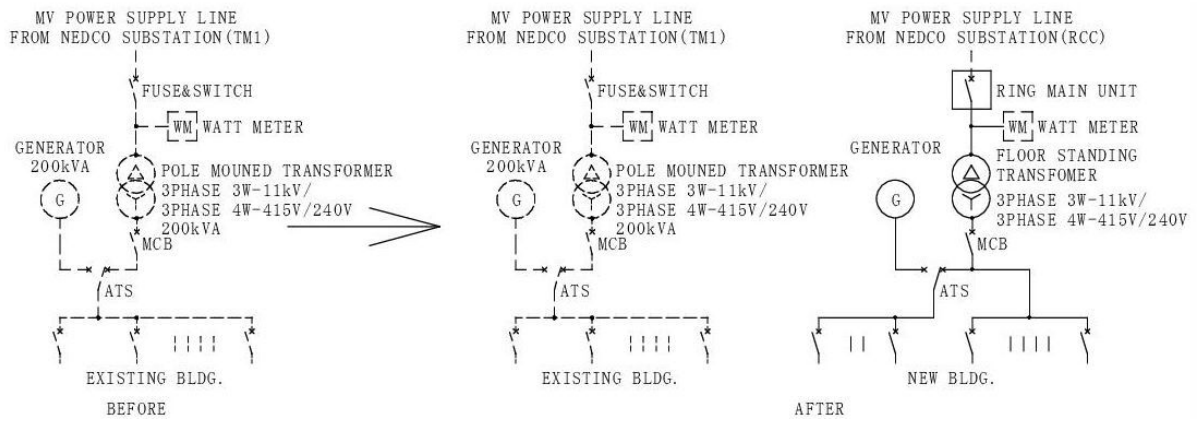 MV POWER SUPPLY LINE
FROM NEDCO SUBSTATION(TM1)
FUSE&SWITCH
WM WATT METER
GENERATOR
200kVA
G
POLE MOUNED TRANSFORMER
3PHASE 3W-11kV/
3PHASE 4W-415V/240V
200kVA
MCB
ATS
EXISTING BLDG.
BEFORE
MV POWER SUPPLY LINE
FROM NEDCO SUBSTATION(TM1)
FUSE&SWITCH
WM WATT METER
GENERATOR
200kVA
G
POLE MOUNED TRANSFORMER
3PHASE 3W-11kV/
3PHASE 4W-415V/240V
200kVA
MCB
ATS
EXISTING BLDG.
MV POWER SUPPLY LINE
FROM NEDCO SUBSTATION(RCC)
RING MAIN UNIT
WM WATT METER
GENERATOR
G
FLOOR STANDING
TRANSFOMER
3PHASE 3W-11kV/
3PHASE 4W-415V/240V
MCB
ATS
NEW BLDG.
AFTER